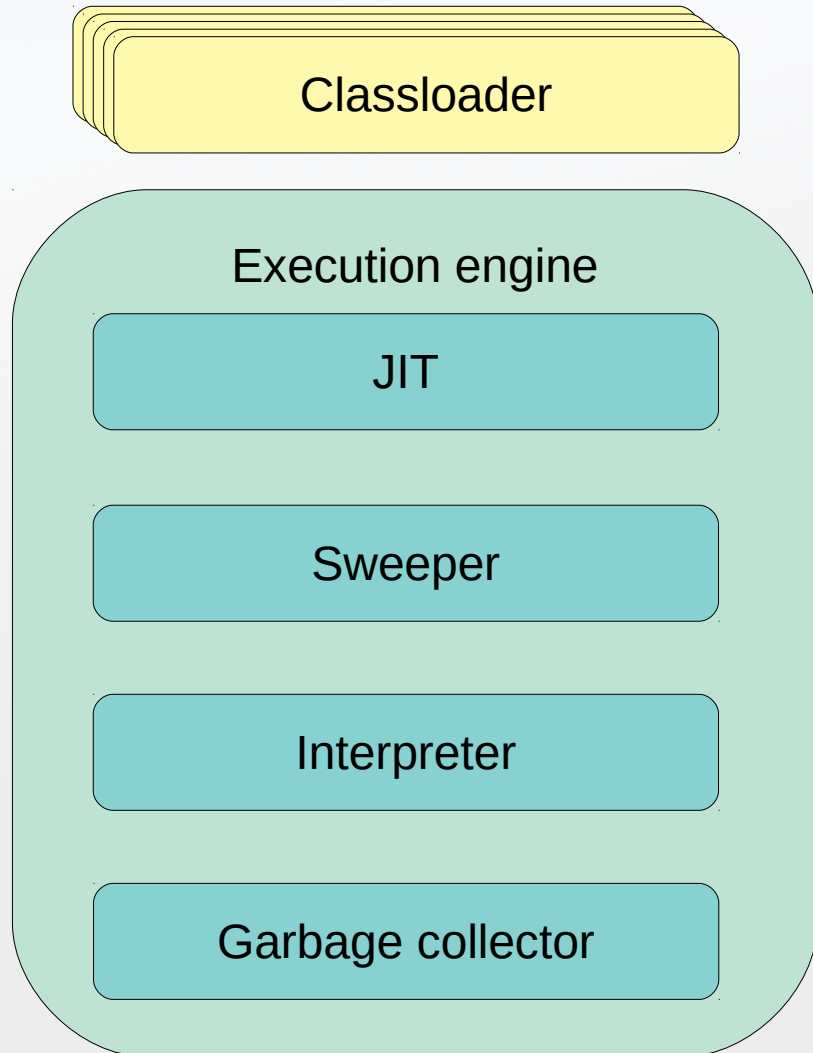 Classloader
Execution engine
JIT
Sweeper
Interpreter
Garbage collector